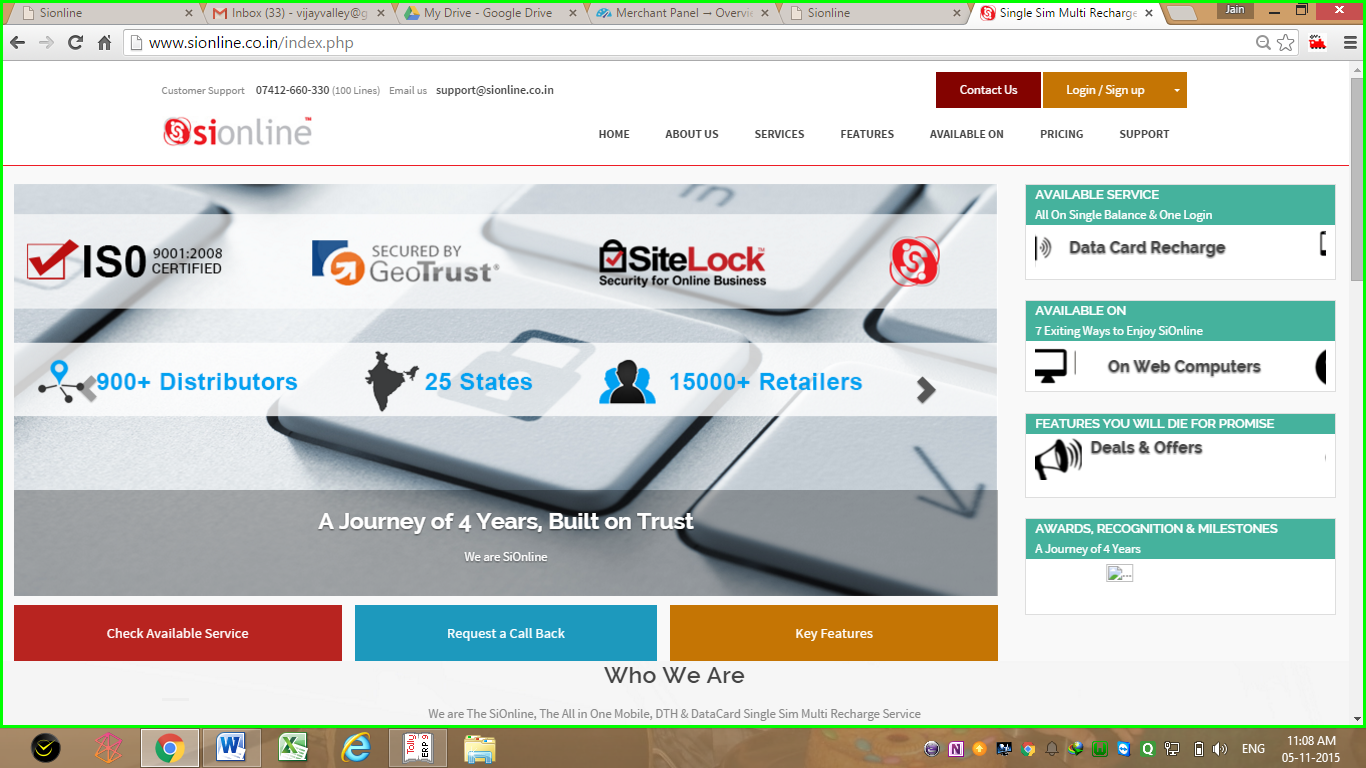 Sionline
Inbox (33) - vijayvalley@g
My Drive - Google Drive
Merchant Panel → Overvie
Sionline
Single Sim Multi Recharge
Jain
www.sionline.co.in/index.php
Customer Support 07412-660-330 (100 Lines) Email us support@sionline.co.in
Contact Us
Login / Sign up
sionline™
HOME ABOUT US SERVICES FEATURES AVAILABLE ON PRICING SUPPORT
IS0 9001:2008 CERTIFIED
SECURED BY
GeoTrust®
SiteLock™
Security for Online Business
900+ Distributors
25 States
15000+ Retailers
A Journey of 4 Years, Built on Trust
We are SiOnline
AVAILABLE SERVICE
All On Single Balance & One Login
Data Card Recharge
AVAILABLE ON
7 Exiting Ways to Enjoy SiOnline
On Web Computers
FEATURES YOU WILL DIE FOR PROMISE
Deals & Offers
AWARDS, RECOGNITION & MILESTONES
A Journey of 4 Years
Check Available Service
Request a Call Back
Key Features
Who We Are
We are The SiOnline, The All in One Mobile, DTH & DataCard Single Sim Multi Recharge Service
Tally
ERP 9
ENG
11:08 AM
05-11-2015